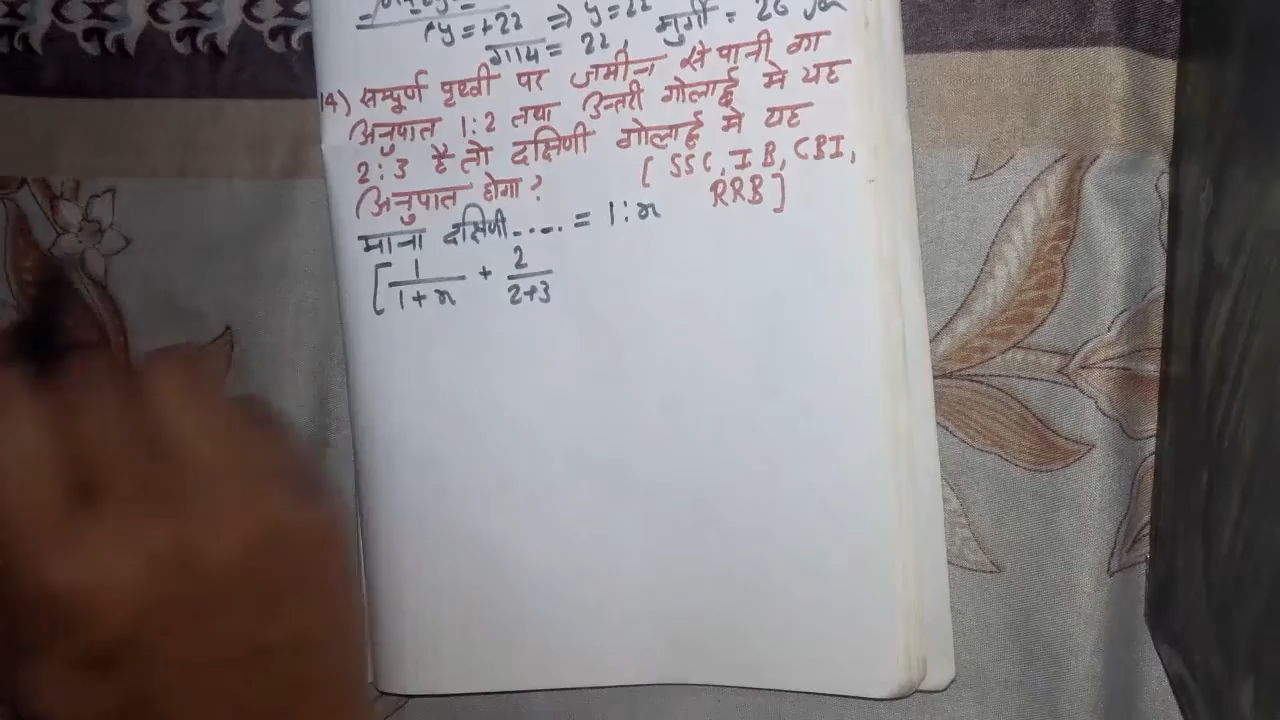 y = +22 ⇒ y = 22
गाय = 22, मुर्गी = 26
14) सम्पूर्ण पृथ्वी पर जमीन से पानी का
अनुपात 1:2 तथा उत्तरी गोलार्द्ध मे यह
2:3 है तो दक्षिणी गोलार्द्ध मे यह
अनुपात होगा? [SSC, IB, CBI,
RRB]
माना दक्षिणी..... = 1:x
[1/(1+x) + 2/(2+3)